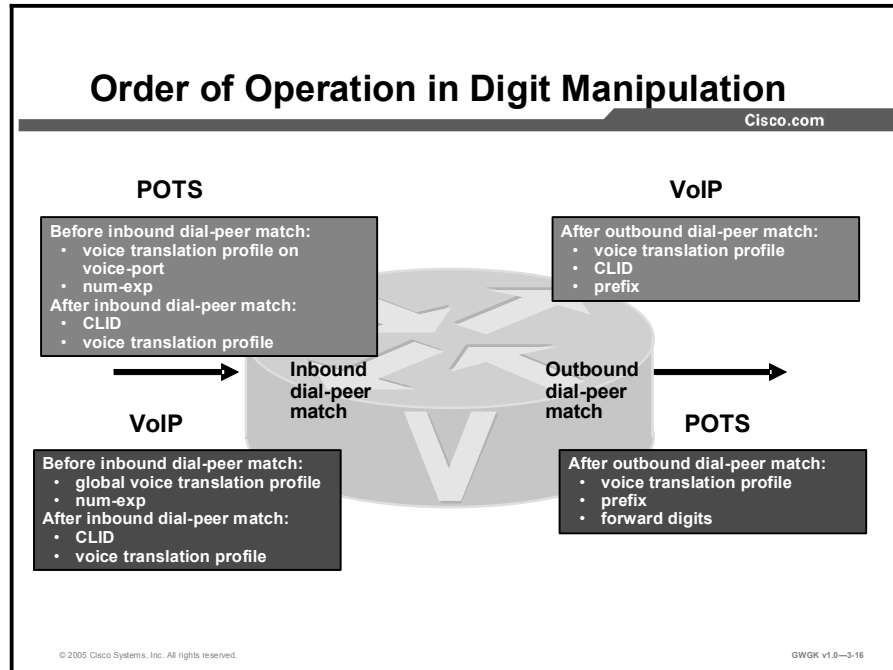 Order of Operation in Digit Manipulation
Cisco.com
POTS
Before inbound dial-peer match:
• voice translation profile on
voice-port
• num-exp
After inbound dial-peer match:
• CLID
• voice translation profile
VoIP
After outbound dial-peer match:
• voice translation profile
• CLID
• prefix
Inbound
dial-peer
match
Outbound
dial-peer
match
V
VoIP
Before inbound dial-peer match:
• global voice translation profile
• num-exp
After inbound dial-peer match:
• CLID
• voice translation profile
POTS
After outbound dial-peer match:
• voice translation profile
• prefix
• forward digits
© 2005 Cisco Systems, Inc. All rights reserved.
GWGK v1.0—3-16